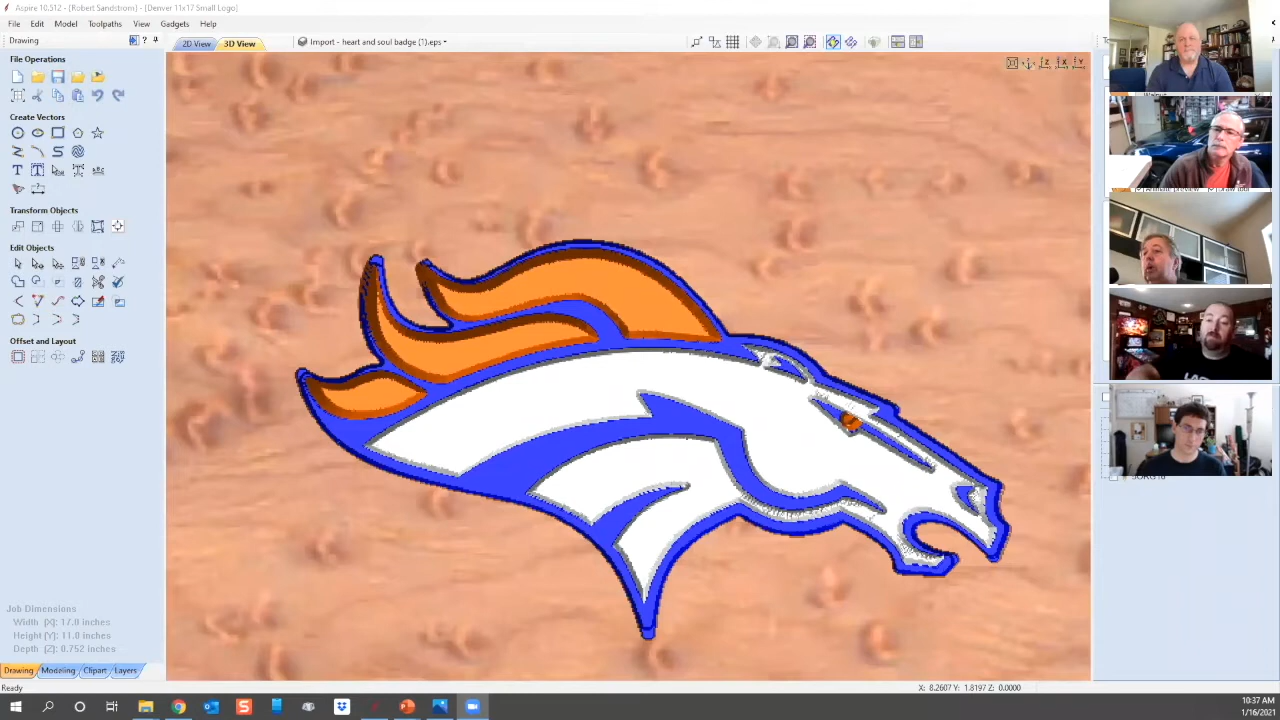 Aspire 10.512 - {Robert Sandstrom} - {Denver 11x17 Small Logo}
File Edit Model Toolpaths View Gadgets Help
Drawing
2D View 3D View Import - heart and soul badge (1).eps
File Operations
Create Vectors
Transform Objects
Edit Objects
Offset and Layout
Job Dimensions
Width (X): 17.0 inches
Height (Y): 11.0 inches
Depth (Z): 0.752 inches
Drawing Modeling Clipart Layers
Ready
X: 8.2607 Y: 1.8197 Z: 0.0000
10:37 AM
1/16/2021